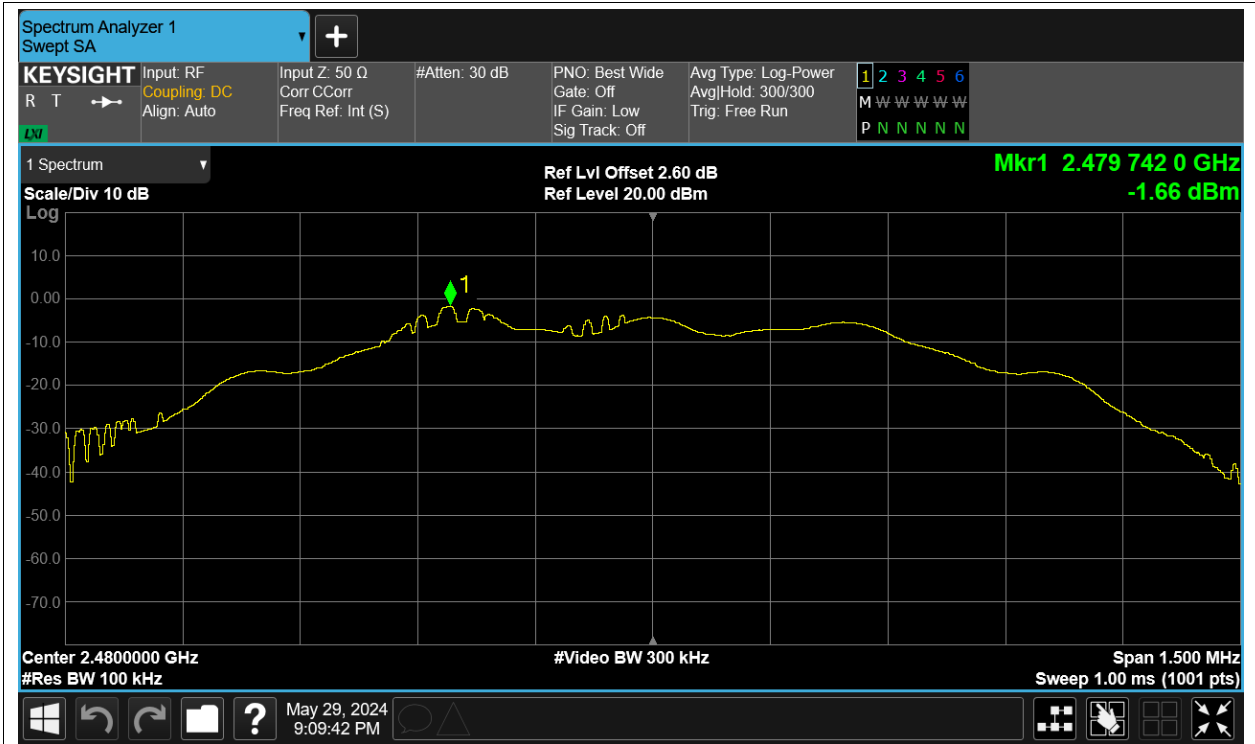 Spectrum Analyzer 1
Swept SA
KEYSIGHT
R T
LXI
Input: RF
Coupling: DC
Align: Auto
Input Z: 50 Ω
Corr CCorr
Freq Ref: Int (S)
#Atten: 30 dB
PNO: Best Wide
Gate: Off
IF Gain: Low
Sig Track: Off
Avg Type: Log-Power
Avg|Hold: 300/300
Trig: Free Run
1 2 3 4 5 6
M W W W W W
P N N N N N
1 Spectrum
Scale/Div 10 dB
Ref Lvl Offset 2.60 dB
Ref Level 20.00 dBm
Mkr1 2.479 742 0 GHz
-1.66 dBm
Log
10.0
0.00
-10.0
-20.0
-30.0
-40.0
-50.0
-60.0
-70.0
1
Center 2.4800000 GHz
#Res BW 100 kHz
#Video BW 300 kHz
Span 1.500 MHz
Sweep 1.00 ms (1001 pts)
?
May 29, 2024
9:09:42 PM